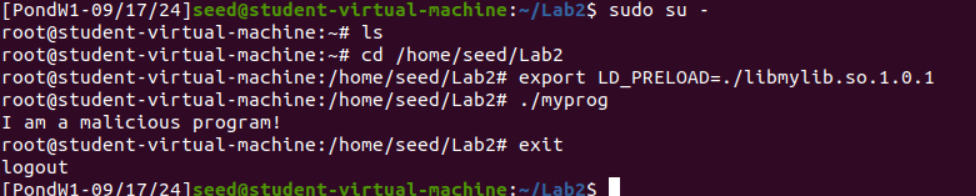 [PondW1-09/17/24]seed@student-virtual-machine:~/Lab2$ sudo su -
root@student-virtual-machine:~# ls
root@student-virtual-machine:~# cd /home/seed/Lab2
root@student-virtual-machine:/home/seed/Lab2# export LD_PRELOAD=./libmylib.so.1.0.1
root@student-virtual-machine:/home/seed/Lab2# ./myprog
I am a malicious program!
root@student-virtual-machine:/home/seed/Lab2# exit
logout
[PondW1-09/17/24]seed@student-virtual-machine:~/Lab2$